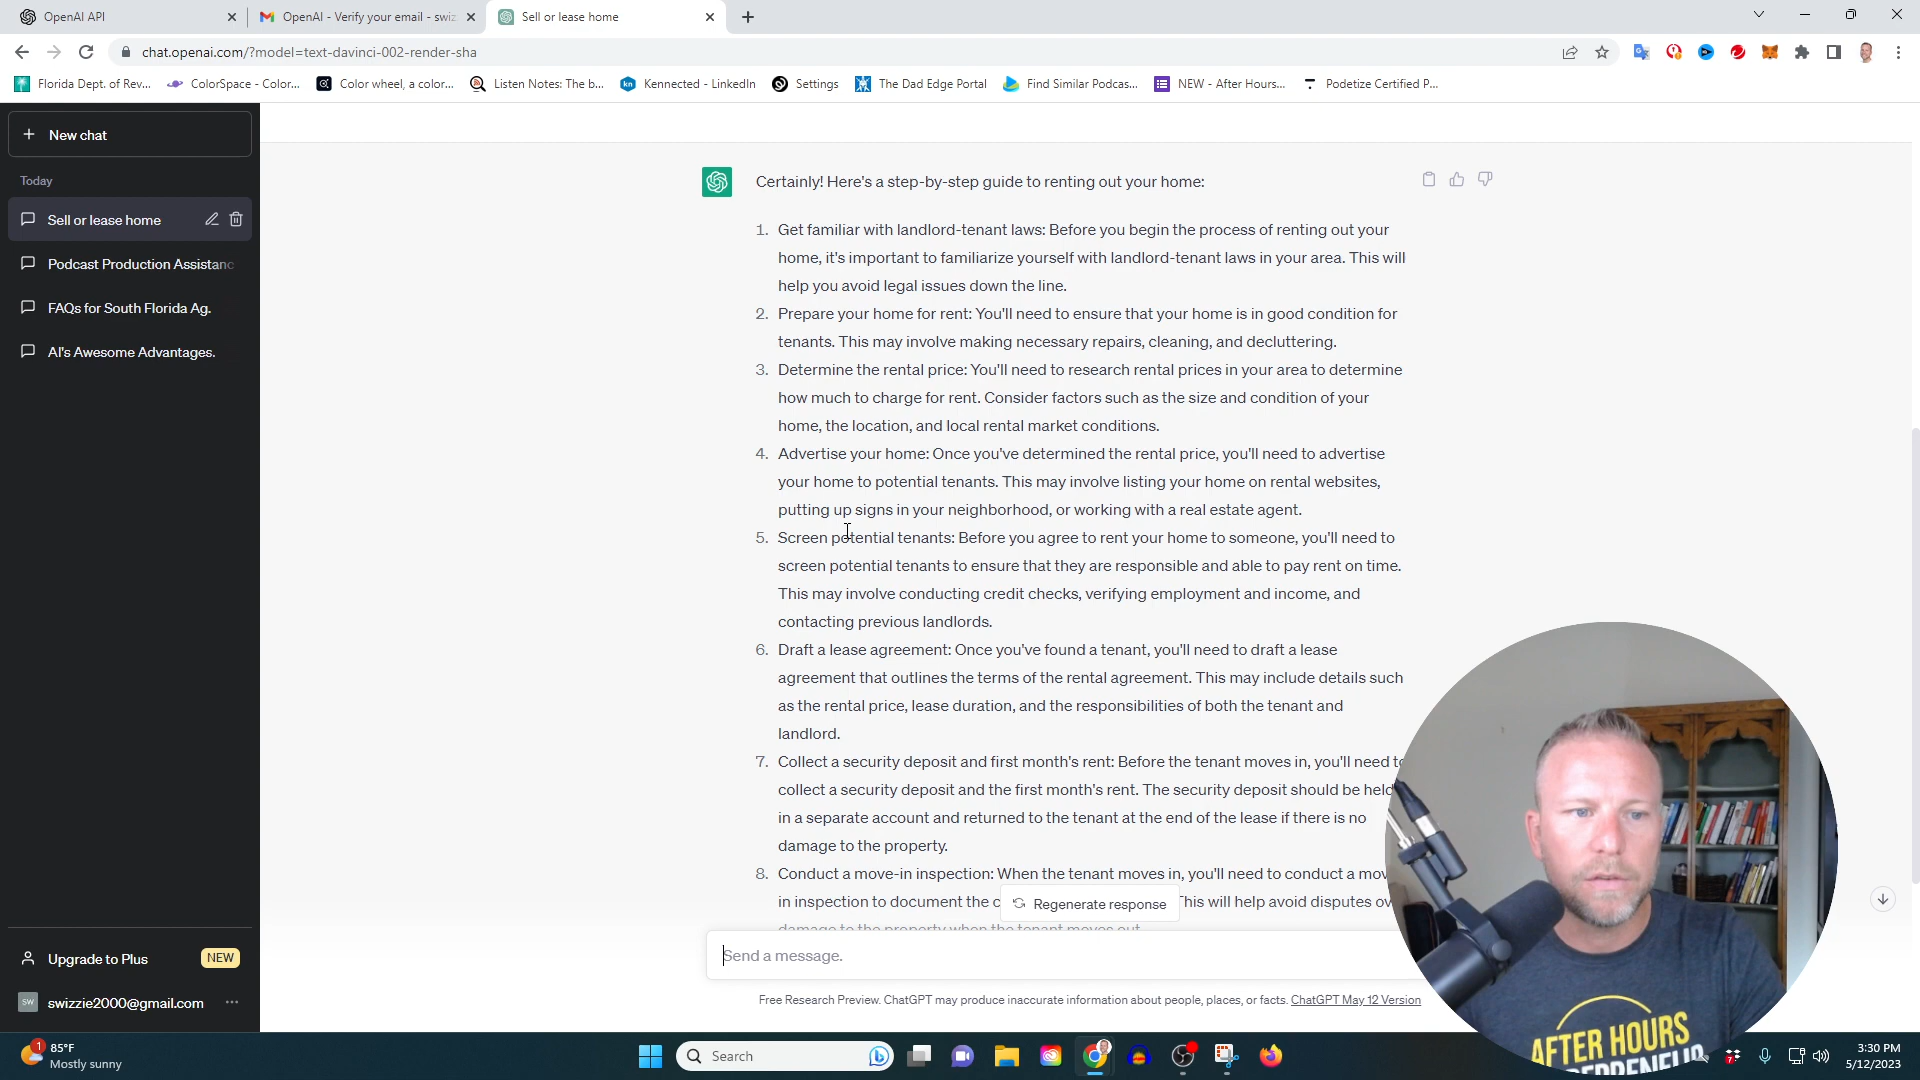 OpenAI API
OpenAI - Verify your email - swiz
Sell or lease home
chat.openai.com/?model=text-davinci-002-render-sha
Florida Dept. of Rev...
ColorSpace - Color...
Color wheel, a color...
Listen Notes: The b...
Kennected - LinkedIn
Settings
The Dad Edge Portal
Find Similar Podcas...
NEW - After Hours...
Podetize Certified P...
+ New chat
Today
Sell or lease home
Podcast Production Assistanc
FAQs for South Florida Ag.
AI's Awesome Advantages.
Upgrade to Plus NEW
SW swizzie2000@gmail.com
Certainly! Here's a step-by-step guide to renting out your home:
1. Get familiar with landlord-tenant laws: Before you begin the process of renting out your
home, it's important to familiarize yourself with landlord-tenant laws in your area. This will
help you avoid legal issues down the line.
2. Prepare your home for rent: You'll need to ensure that your home is in good condition for
tenants. This may involve making necessary repairs, cleaning, and decluttering.
3. Determine the rental price: You'll need to research rental prices in your area to determine
how much to charge for rent. Consider factors such as the size and condition of your
home, the location, and local rental market conditions.
4. Advertise your home: Once you've determined the rental price, you'll need to advertise
your home to potential tenants. This may involve listing your home on rental websites,
putting up signs in your neighborhood, or working with a real estate agent.
5. Screen potential tenants: Before you agree to rent your home to someone, you'll need to
screen potential tenants to ensure that they are responsible and able to pay rent on time.
This may involve conducting credit checks, verifying employment and income, and
contacting previous landlords.
6. Draft a lease agreement: Once you've found a tenant, you'll need to draft a lease
agreement that outlines the terms of the rental agreement. This may include details such
as the rental price, lease duration, and the responsibilities of both the tenant and
landlord.
7. Collect a security deposit and first month's rent: Before the tenant moves in, you'll need to
collect a security deposit and the first month's rent. The security deposit should be held
in a separate account and returned to the tenant at the end of the lease if there is no
damage to the property.
8. Conduct a move-in inspection: When the tenant moves in, you'll need to conduct a mov
in inspection to document the c
This will help avoid disputes ov
damage to the property when the tenant moves out.
Regenerate response
Send a message.
Free Research Preview. ChatGPT may produce inaccurate information about people, places, or facts. ChatGPT May 12 Version
AFTER HOURS
1
85°F
Mostly sunny
Search
3:30 PM
5/12/2023